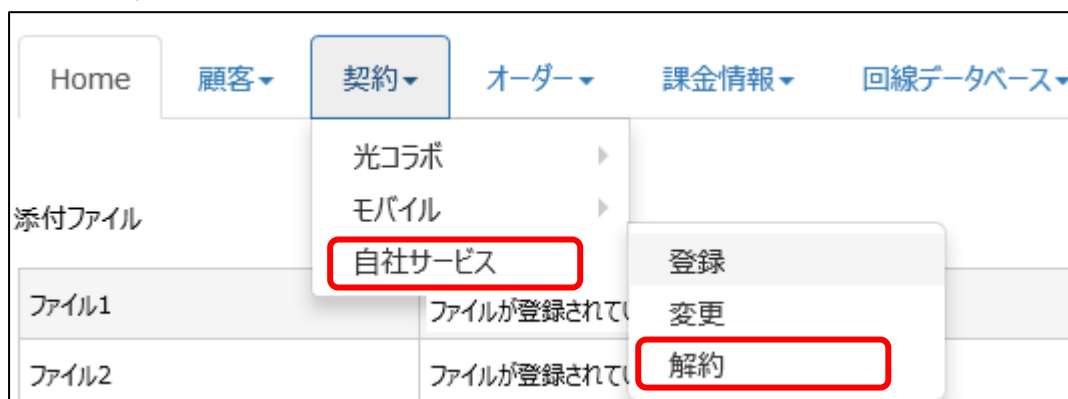 Home 顧客 契約 オーダー 課金情報 回線データベース
光コラボ
モバイル
自社サービス
登録
変更
解約
添付ファイル
ファイル1 ファイルが登録されてい
ファイル2 ファイルが登録されてい